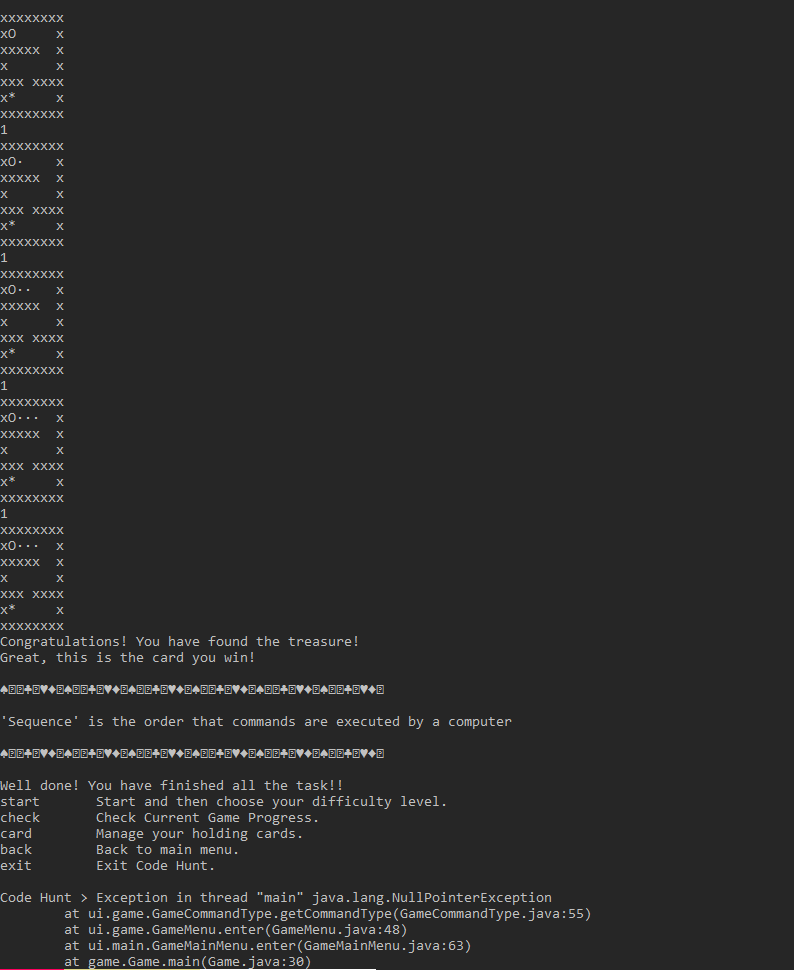 xxxxxxxx
xO     x
xxxxx  x
x      x
xxx xxxx
x*     x
xxxxxxxx
1
xxxxxxxx
xO·    x
xxxxx  x
x      x
xxx xxxx
x*     x
xxxxxxxx
1
xxxxxxxx
xO··   x
xxxxx  x
x      x
xxx xxxx
x*     x
xxxxxxxx
1
xxxxxxxx
xO···  x
xxxxx  x
x      x
xxx xxxx
x*     x
xxxxxxxx
1
xxxxxxxx
xO···  x
xxxxx  x
x      x
xxx xxxx
x*     x
xxxxxxxx
Congratulations! You have found the treasure!
Great, this is the card you win!
♠⍰⍰♣⍰♥♦⍰♠⍰⍰♣⍰♥♦⍰♠⍰⍰♣⍰♥♦⍰♠⍰⍰♣⍰♥♦⍰♠⍰⍰♣⍰♥♦⍰♠⍰⍰♣⍰♥♦⍰
'Sequence' is the order that commands are executed by a computer
♠⍰⍰♣⍰♥♦⍰♠⍰⍰♣⍰♥♦⍰♠⍰⍰♣⍰♥♦⍰♠⍰⍰♣⍰♥♦⍰♠⍰⍰♣⍰♥♦⍰♠⍰⍰♣⍰♥♦⍰
Well done! You have finished all the task!!
start       Start and then choose your difficulty level.
check       Check Current Game Progress.
card        Manage your holding cards.
back        Back to main menu.
exit        Exit Code Hunt.
Code Hunt > Exception in thread "main" java.lang.NullPointerException
        at ui.game.GameCommandType.getCommandType(GameCommandType.java:55)
        at ui.game.GameMenu.enter(GameMenu.java:48)
        at ui.main.GameMainMenu.enter(GameMainMenu.java:63)
        at game.Game.main(Game.java:30)